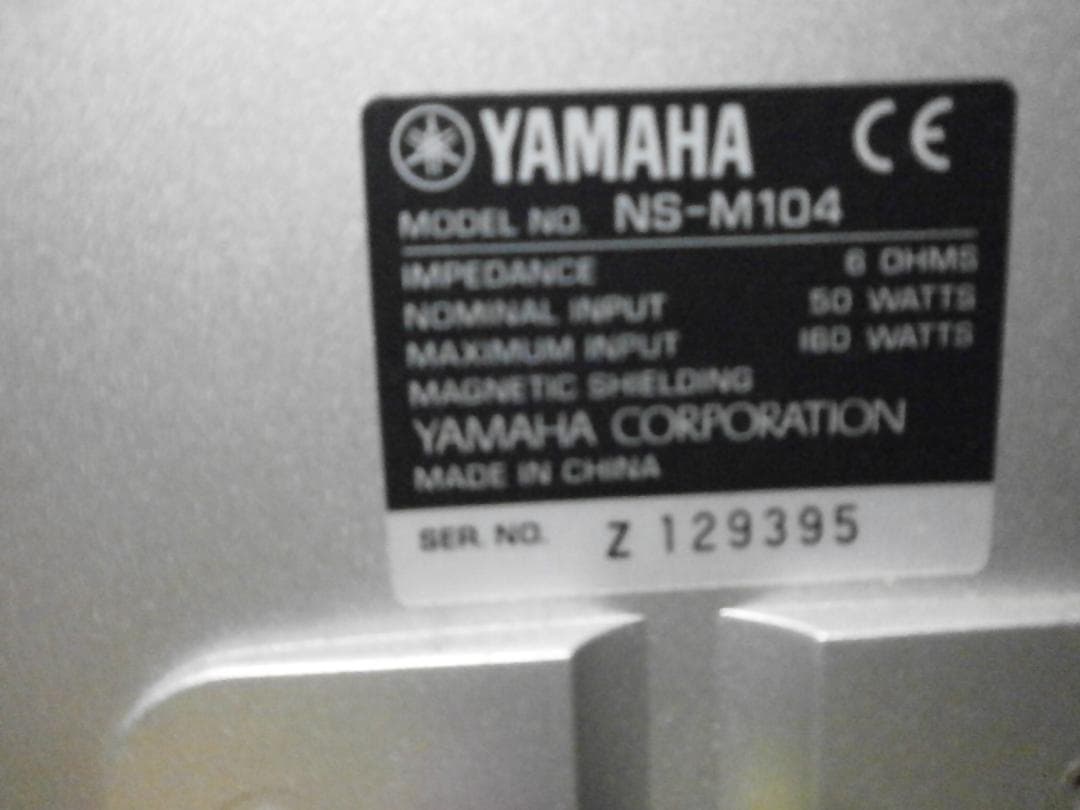 YAMAHA CE
MODEL NO. NS-M104
IMPEDANCE 6 OHMS
NOMINAL INPUT 50 WATTS
MAXIMUM INPUT 160 WATTS
MAGNETIC SHIELDING
YAMAHA CORPORATION
MADE IN CHINA
SER. NO. Z 129395